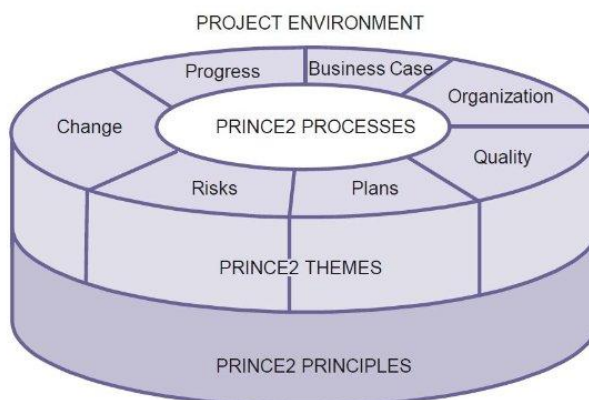 PROJECT ENVIRONMENT
Progress
Business Case
Organization
Change
PRINCE2 PROCESSES
Quality
Risks
Plans
PRINCE2 THEMES
PRINCE2 PRINCIPLES